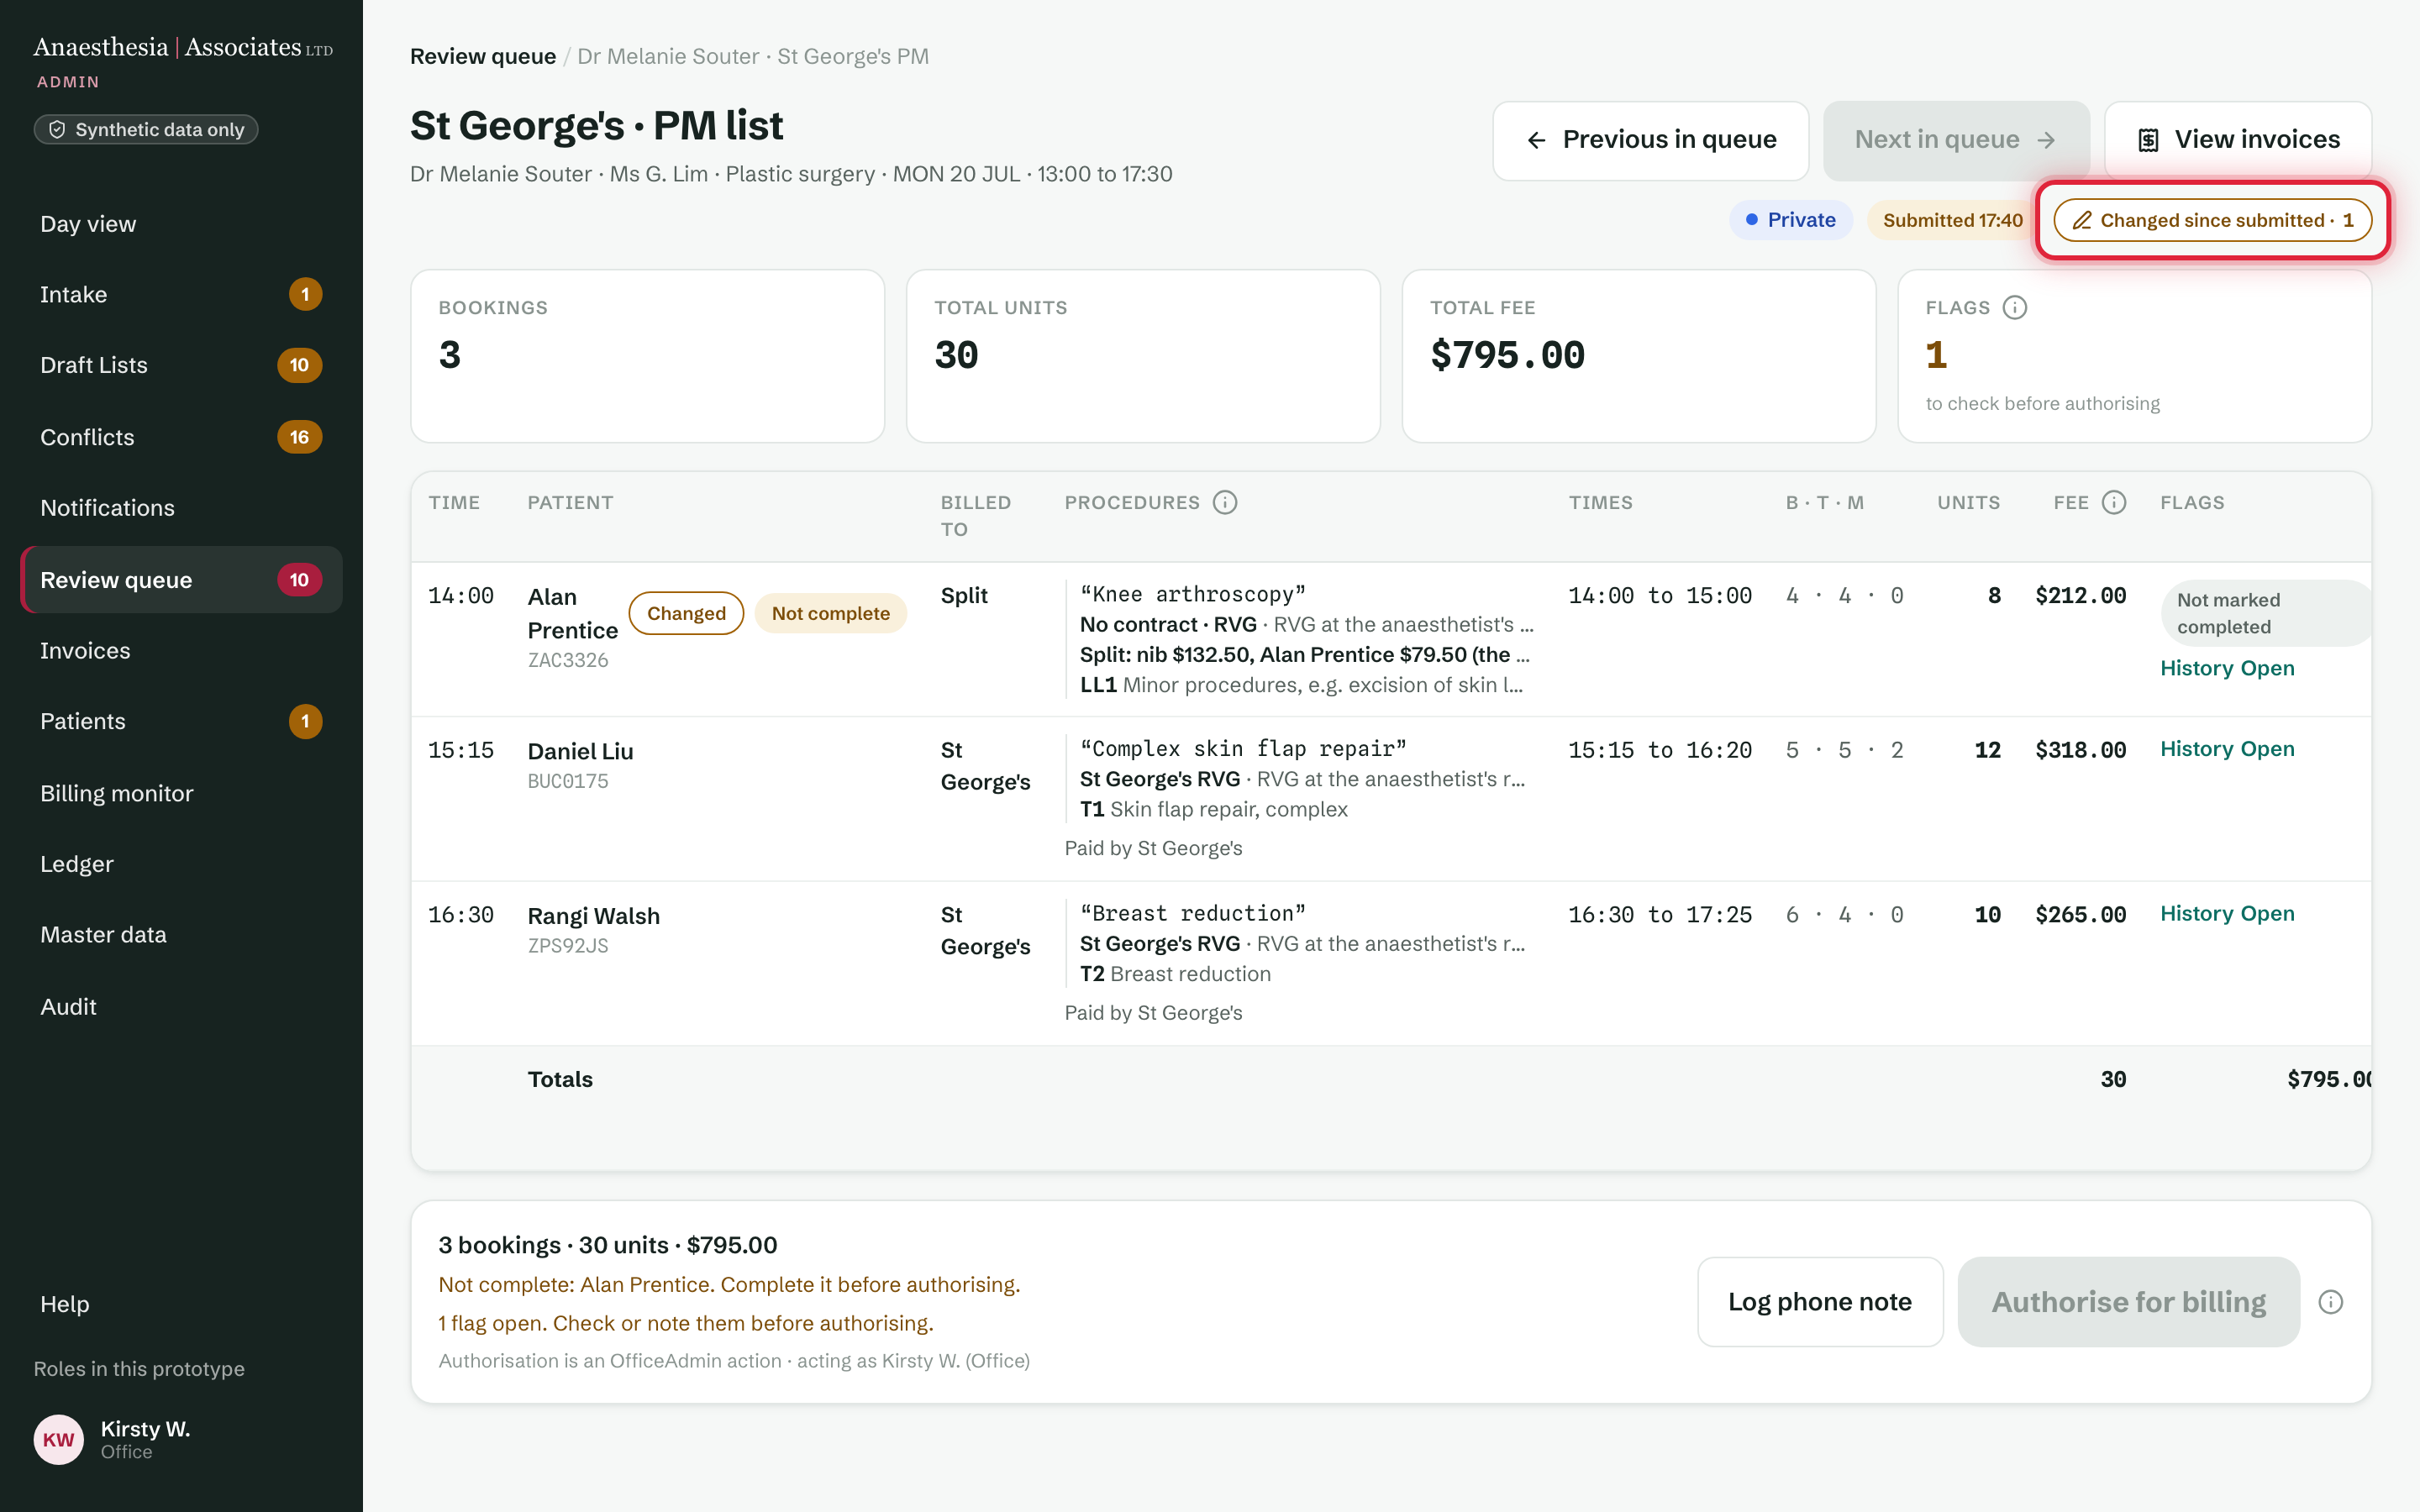 Anaesthesia | Associates LTD
ADMIN
Synthetic data only
Day view
Intake 1
Draft Lists 10
Conflicts 16
Notifications
Review queue 10
Invoices
Patients 1
Billing monitor
Ledger
Master data
Audit
Help
Roles in this prototype
KW Kirsty W.
Office
Review queue / Dr Melanie Souter · St George's PM
St George's · PM list
Dr Melanie Souter · Ms G. Lim · Plastic surgery · MON 20 JUL · 13:00 to 17:30
← Previous in queue
Next in queue →
View invoices
Private
Submitted 17:40
Changed since submitted · 1
BOOKINGS
3
TOTAL UNITS
30
TOTAL FEE
$795.00
FLAGS
1
to check before authorising
TIME PATIENT BILLED TO PROCEDURES TIMES B · T · M UNITS FEE FLAGS
14:00
Alan Prentice
ZAC3326
Changed
Not complete
Split
“Knee arthroscopy”
No contract · RVG · RVG at the anaesthetist's ...
Split: nib $132.50, Alan Prentice $79.50 (the ...
LL1 Minor procedures, e.g. excision of skin l...
14:00 to 15:00
4 · 4 · 0
8
$212.00
Not marked completed
History Open
15:15
Daniel Liu
BUC0175
St George's
“Complex skin flap repair”
St George's RVG · RVG at the anaesthetist's r...
T1 Skin flap repair, complex
Paid by St George's
15:15 to 16:20
5 · 5 · 2
12
$318.00
History Open
16:30
Rangi Walsh
ZPS92JS
St George's
“Breast reduction”
St George's RVG · RVG at the anaesthetist's r...
T2 Breast reduction
Paid by St George's
16:30 to 17:25
6 · 4 · 0
10
$265.00
History Open
Totals 30 $795.00
3 bookings · 30 units · $795.00
Not complete: Alan Prentice. Complete it before authorising.
1 flag open. Check or note them before authorising.
Authorisation is an OfficeAdmin action · acting as Kirsty W. (Office)
Log phone note
Authorise for billing